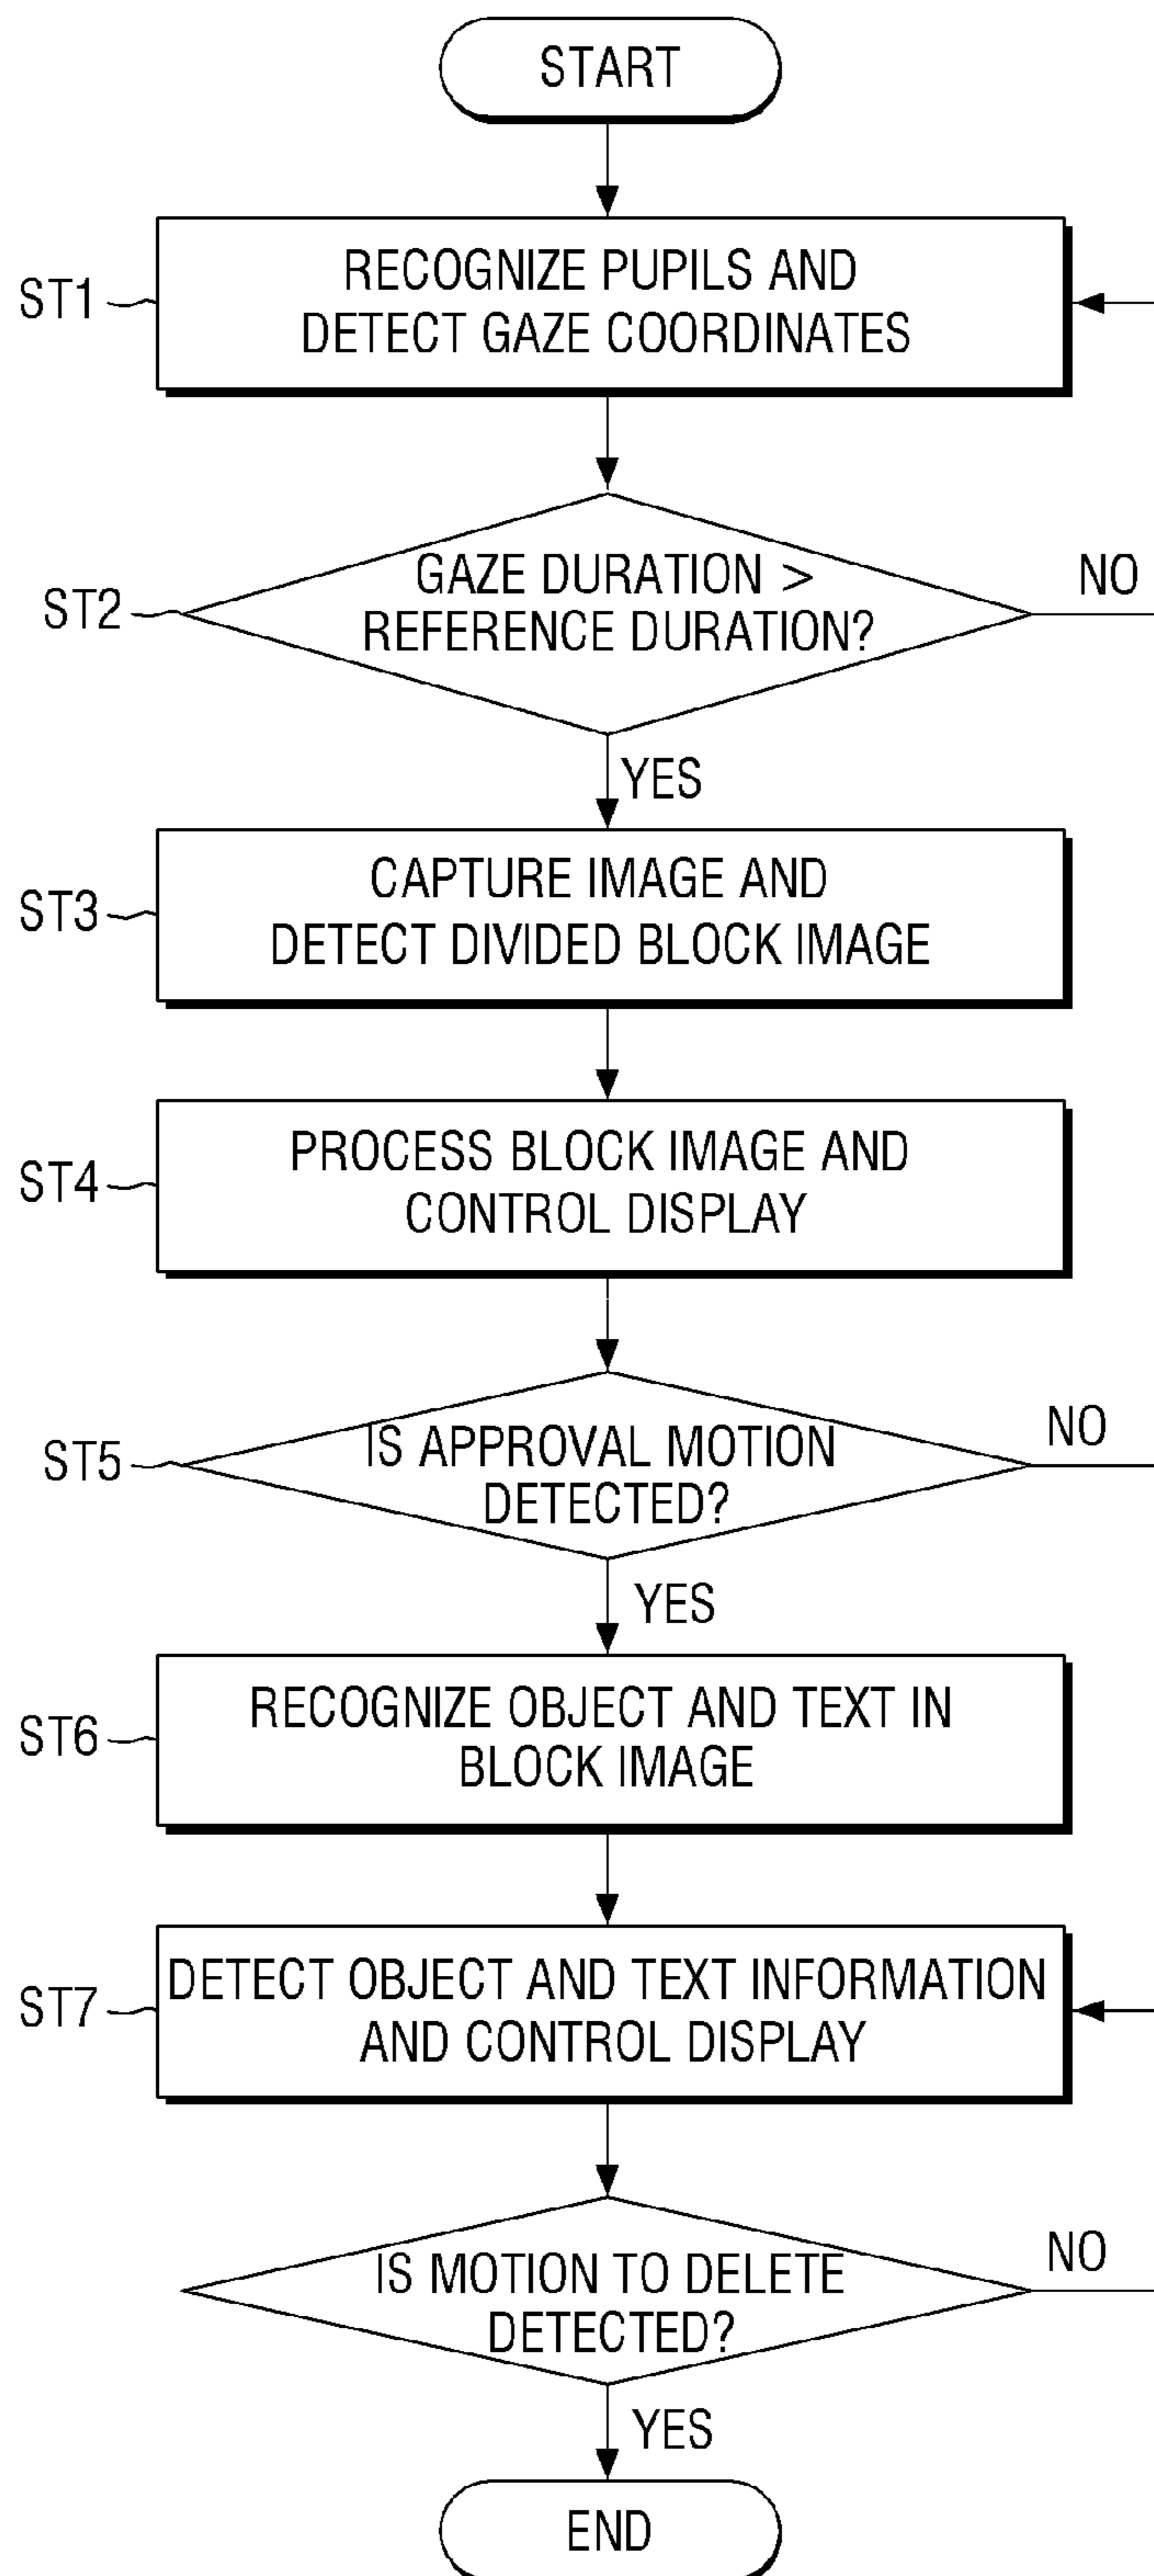 START
ST1
RECOGNIZE PUPILS AND
DETECT GAZE COORDINATES
ST2
GAZE DURATION >
REFERENCE DURATION?
NO
YES
ST3
CAPTURE IMAGE AND
DETECT DIVIDED BLOCK IMAGE
ST4
PROCESS BLOCK IMAGE AND
CONTROL DISPLAY
ST5
IS APPROVAL MOTION
DETECTED?
NO
YES
ST6
RECOGNIZE OBJECT AND TEXT IN
BLOCK IMAGE
ST7
DETECT OBJECT AND TEXT INFORMATION
AND CONTROL DISPLAY
IS MOTION TO DELETE
DETECTED?
NO
YES
END